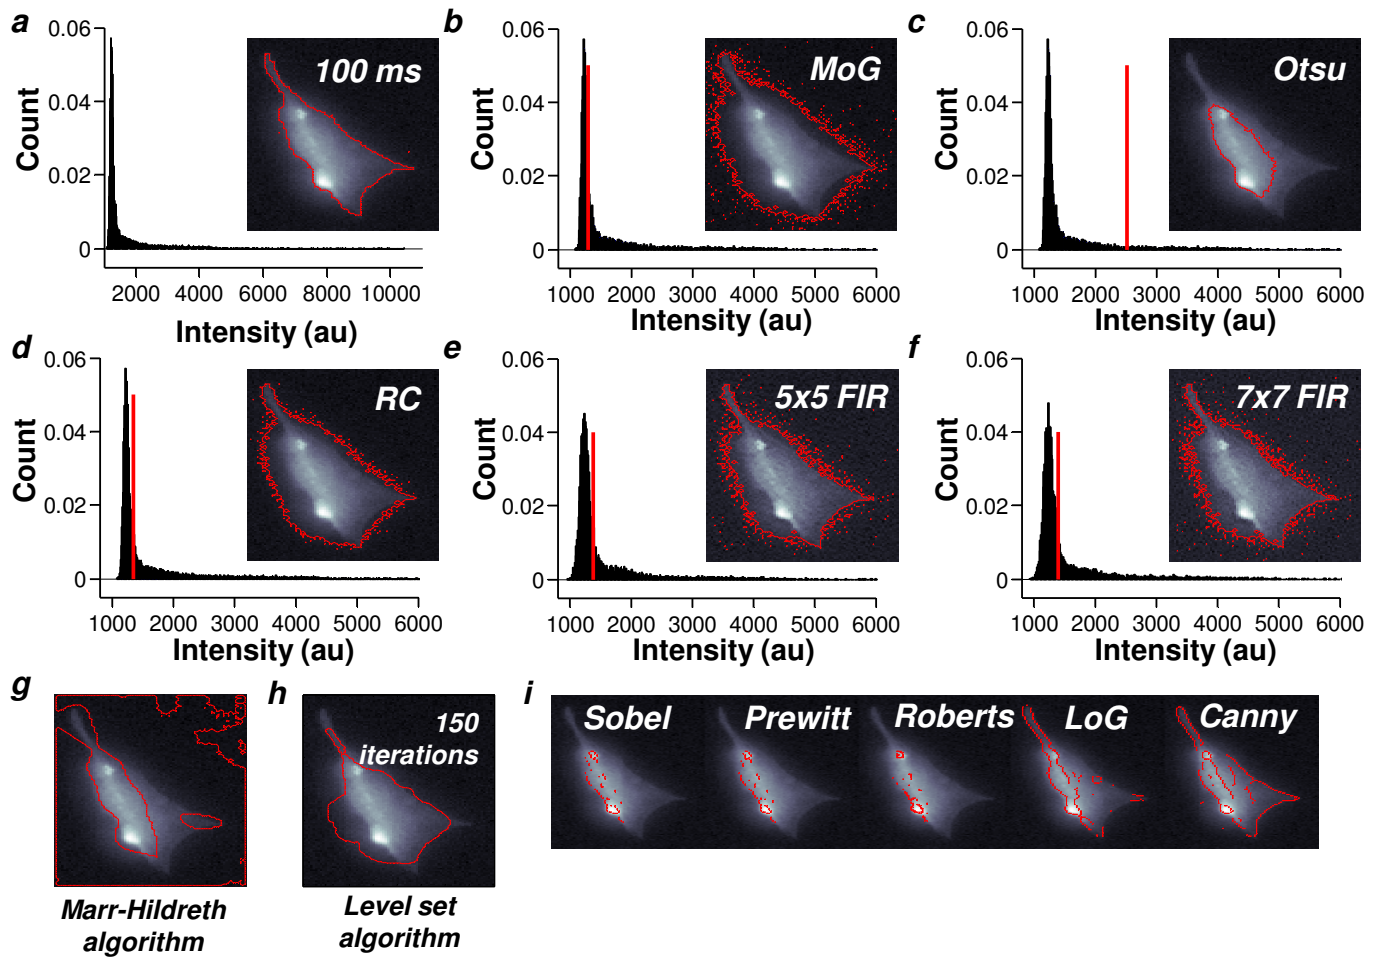 a
0.06
0.04
0.02
0
Count
100 ms
2000 4000 6000 8000 10000
Intensity (au)
b
0.06
0.04
0.02
0
Count
MoG
1000 2000 3000 4000 5000 6000
Intensity (au)
c
0.06
0.04
0.02
0
Count
Otsu
1000 2000 3000 4000 5000 6000
Intensity (au)
d
0.06
0.04
0.02
0
Count
RC
1000 2000 3000 4000 5000 6000
Intensity (au)
e
0.06
0.04
0.02
0
Count
5x5 FIR
1000 2000 3000 4000 5000 6000
Intensity (au)
f
0.06
0.04
0.02
0
Count
7x7 FIR
1000 2000 3000 4000 5000 6000
Intensity (au)
g
Marr-Hildreth
algorithm
h
150
iterations
Level set
algorithm
i
Sobel Prewitt Roberts LoG Canny